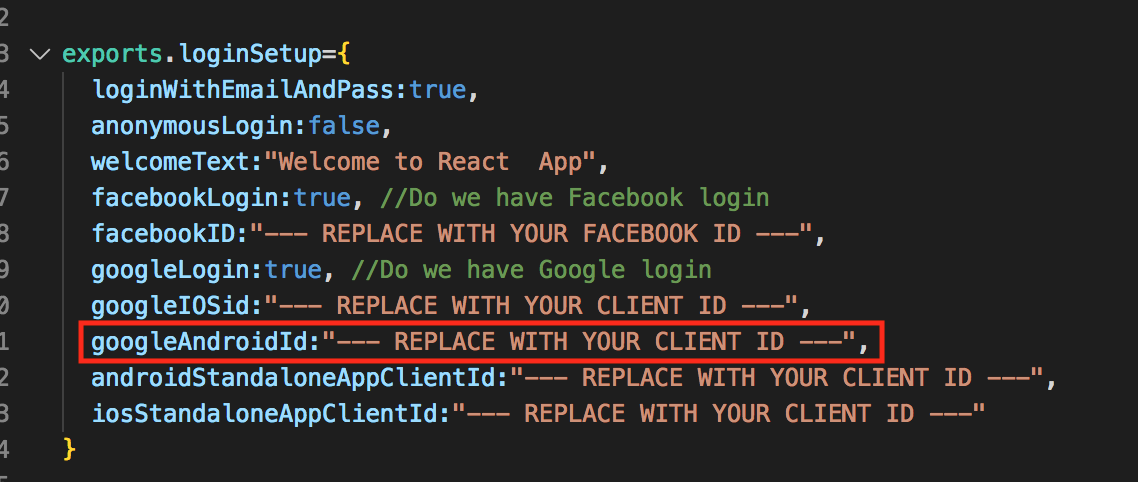 2
3 exports.loginSetup={
4 loginWithEmailAndPass:true,
5 anonymousLogin:false,
6 welcomeText:"Welcome to React  App",
7 facebookLogin:true, //Do we have Facebook login
8 facebookID:"--- REPLACE WITH YOUR FACEBOOK ID ---",
9 googleLogin:true, //Do we have Google login
0 googleIOSid:"--- REPLACE WITH YOUR CLIENT ID ---",
1 googleAndroidId:"--- REPLACE WITH YOUR CLIENT ID ---",
2 androidStandaloneAppClientId:"--- REPLACE WITH YOUR CLIENT ID ---",
3 iosStandaloneAppClientId:"--- REPLACE WITH YOUR CLIENT ID ---"
4 }